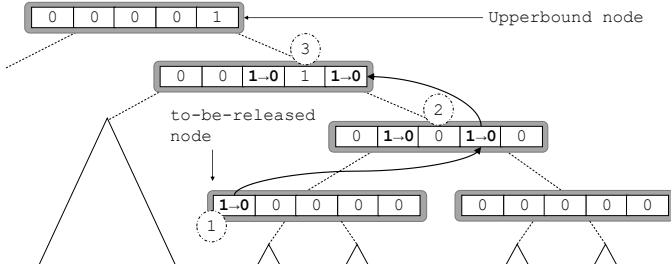 0 0 0 0 1
Upperbound node
3
0 0 1→0 1 1→0
to-be-released
node
2
0 1→0 0 1→0 0
1→0 0 0 0 0
0 0 0 0 0
1